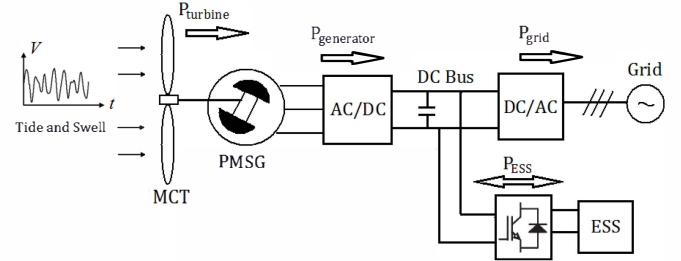 P_turbine
V
t
Tide and Swell
MCT
PMSG
P_generator
AC/DC
DC Bus
P_grid
DC/AC
Grid
~
P_ESS
ESS